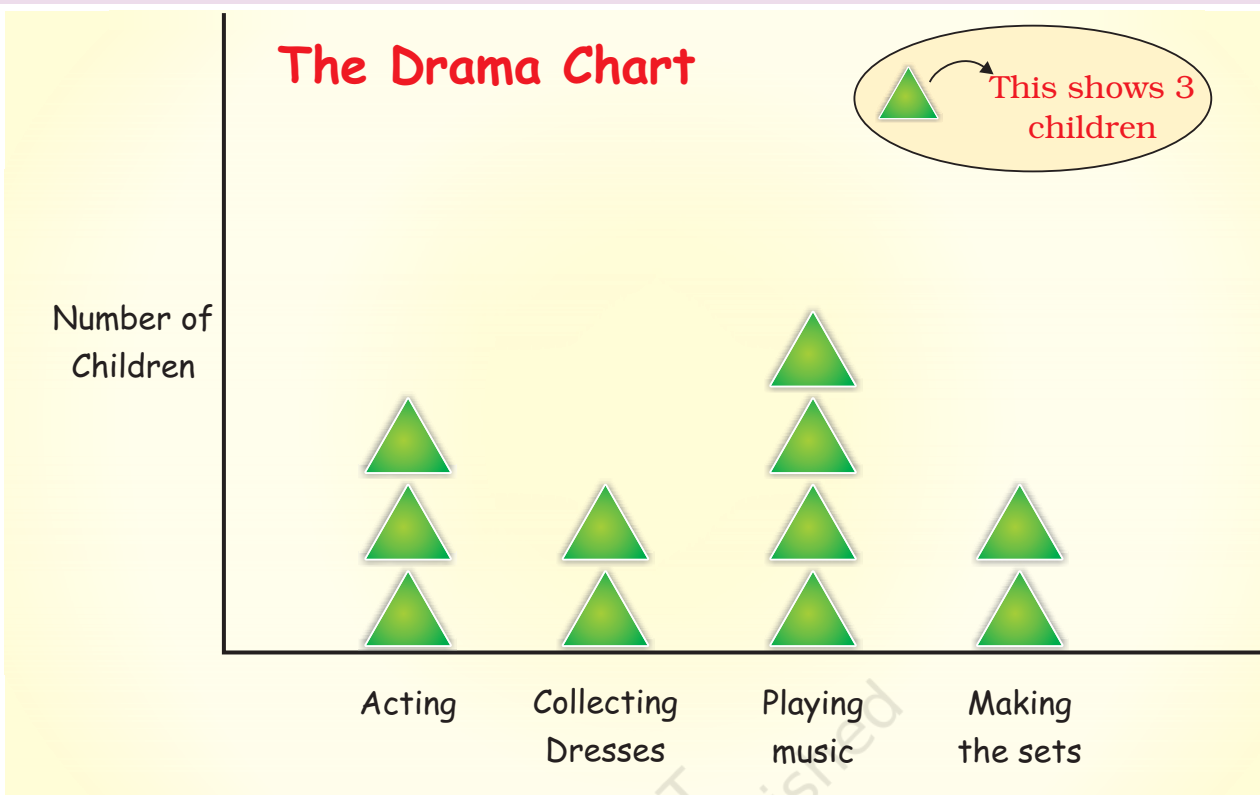 The Drama Chart
This shows 3
children
Number of
Children
Acting
Collecting
Dresses
Playing
music
Making
the sets